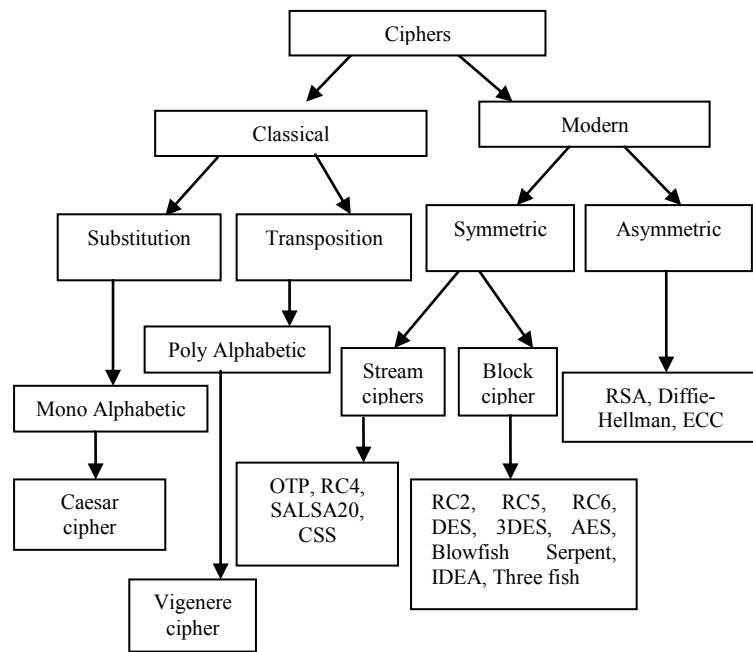 Ciphers
Classical
Modern
Substitution
Transposition
Symmetric
Asymmetric
Poly Alphabetic
Stream
ciphers
Block
cipher
RSA, Diffie-
Hellman, ECC
Mono Alphabetic
Caesar
cipher
OTP, RC4,
SALSA20,
CSS
RC2, RC5, RC6,
DES, 3DES, AES,
Blowfish Serpent,
IDEA, Three fish
Vigenere
cipher